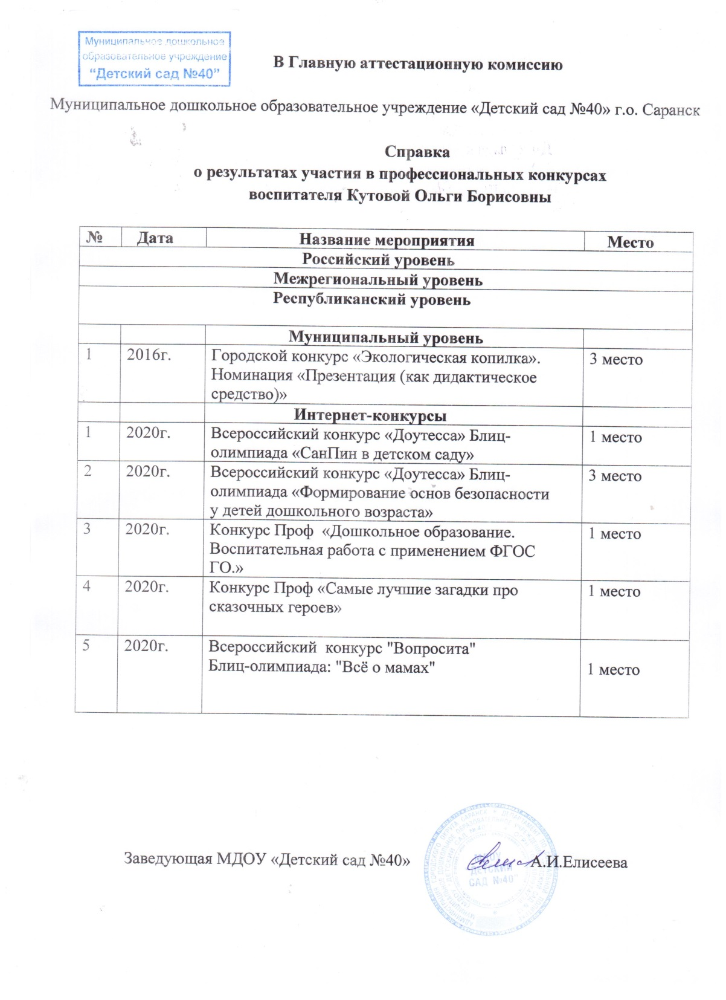 Муниципальное дошкольное
образовательное учреждение
“Детский сад №40”
В Главную аттестационную комиссию
Муниципальное дошкольное образовательное учреждение «Детский сад №40» г.о. Саранск
Справка
о результатах участия в профессиональных конкурсах
воспитателя Кутовой Ольги Борисовны
№ Дата Название мероприятия Место
Российский уровень
Межрегиональный уровень
Республиканский уровень
Муниципальный уровень
1 2016г. Городской конкурс «Экологическая копилка». 3 место
Номинация «Презентация (как дидактическое
средство)»
Интернет-конкурсы
1 2020г. Всероссийский конкурс «Доутесса» Блиц- 1 место
олимпиада «СанПин в детском саду»
2 2020г. Всероссийский конкурс «Доутесса» Блиц- 3 место
олимпиада «Формирование основ безопасности
у детей дошкольного возраста»
3 2020г. Конкурс Проф «Дошкольное образование. 1 место
Воспитательная работа с применением ФГОС
ГО.»
4 2020г. Конкурс Проф «Самые лучшие загадки про 1 место
сказочных героев»
5 2020г. Всероссийский конкурс "Вопросита"
Блиц-олимпиада: "Всё о мамах" 1 место
Заведующая МДОУ «Детский сад №40» А.И.Елисеева
МДОУ
"ДЕТСКИЙ
САД №40"